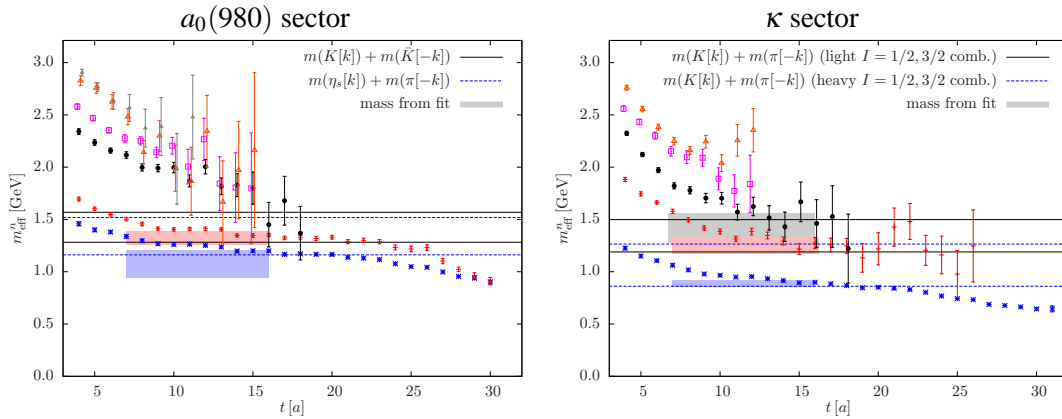 a₀(980) sector
m(K[k]) + m(K̄[−k])
m(ηₛ[k]) + m(π[−k])
mass from fit
mⁿeff [GeV]
3.0
2.5
2.0
1.5
1.0
0.5
0.0
5 10 15 20 25 30
t [a]
κ sector
m(K[k]) + m(π[−k]) (light I = 1/2, 3/2 comb.)
m(K[k]) + m(π[−k]) (heavy I = 1/2, 3/2 comb.)
mass from fit
mⁿeff [GeV]
3.0
2.5
2.0
1.5
1.0
0.5
0.0
5 10 15 20 25 30
t [a]